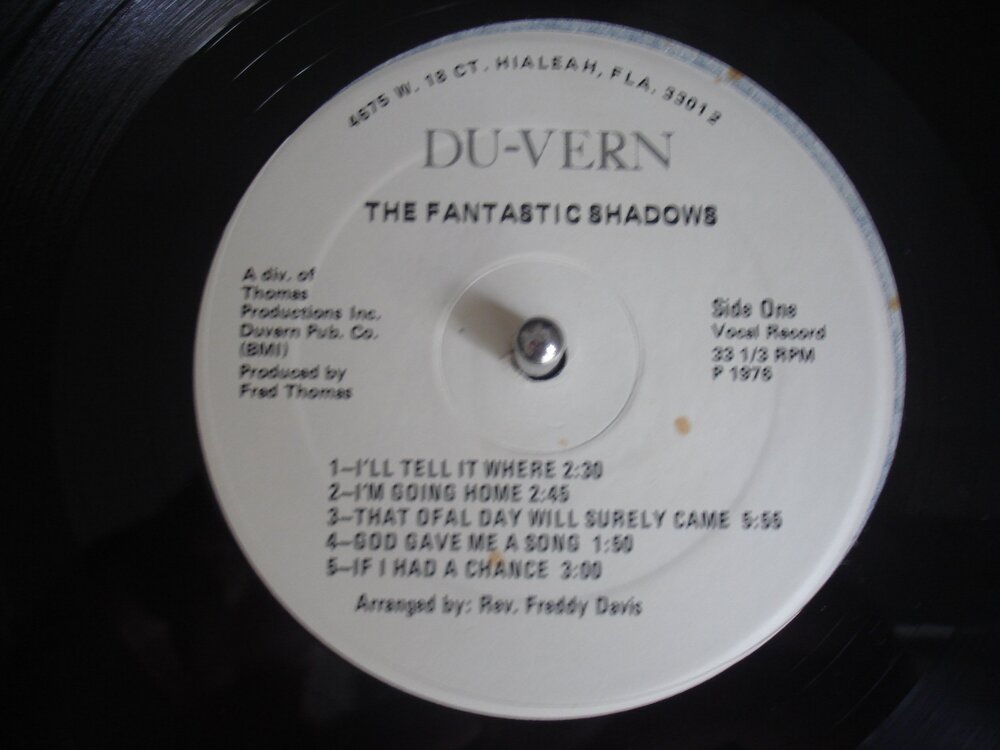 4675 W. 18 CT. HIALEAH, FLA. 33012
DU-VERN
THE FANTASTIC SHADOWS
A div. of
Thomas
Productions Inc.
Duvern Pub. Co.
(BMI)
Produced by
Fred Thomas
Side One
Vocal Record
33 1/3 RPM
P 1976
1–I'LL TELL IT WHERE 2:30
2–I'M GOING HOME 2:45
3–THAT OFAL DAY WILL SURELY CAME 5:55
4–GOD GAVE ME A SONG 1:50
5–IF I HAD A CHANCE 3:00
Arranged by: Rev. Freddy Davis